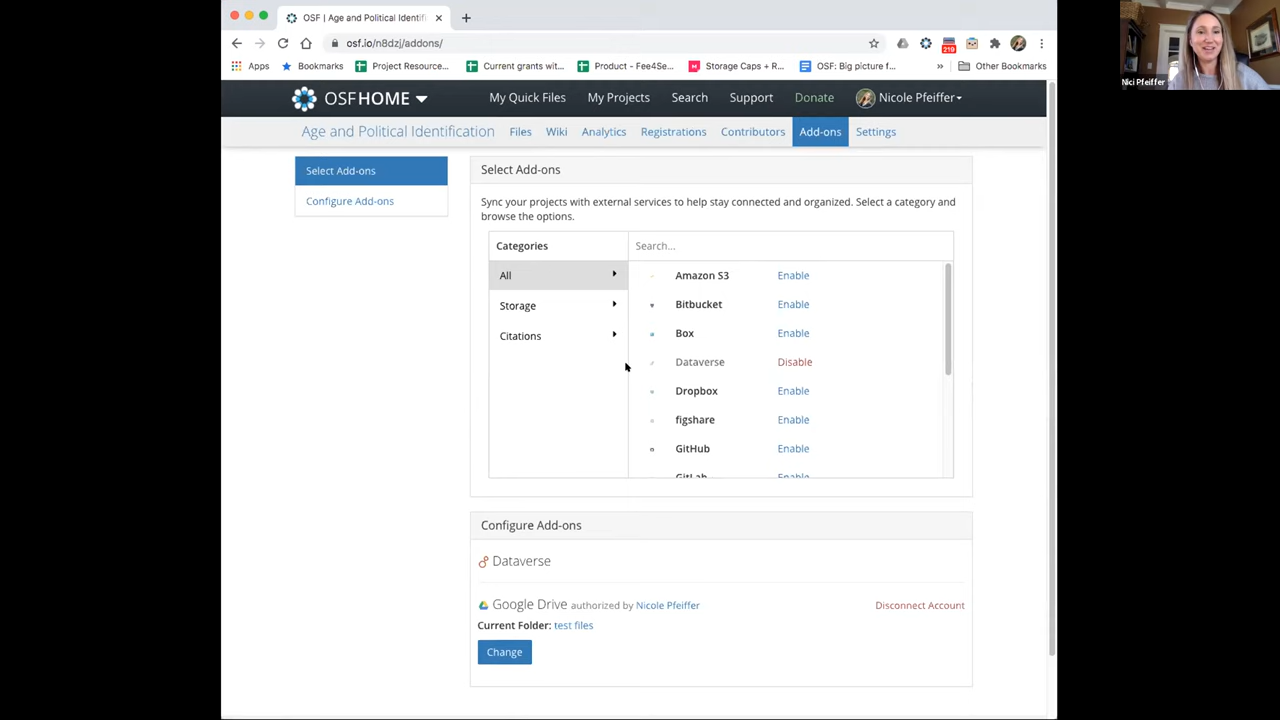 OSF | Age and Political Identifi
osf.io/n8dzj/addons/
219
Apps Bookmarks Project Resource... Current grants wit... Product - Fee4Se... Storage Caps + R... OSF: Big picture f... » Other Bookmarks
Nici Pfeiffer
OSFHOME My Quick Files My Projects Search Support Donate Nicole Pfeiffer
Age and Political Identification Files Wiki Analytics Registrations Contributors Add-ons Settings
Select Add-ons
Configure Add-ons
Select Add-ons
Sync your projects with external services to help stay connected and organized. Select a category and
browse the options.
Categories Search...
All Amazon S3 Enable
Bitbucket Enable
Storage
Box Enable
Citations
Dataverse Disable
Dropbox Enable
figshare Enable
GitHub Enable
GitLab Enable
Configure Add-ons
Dataverse
Google Drive authorized by Nicole Pfeiffer Disconnect Account
Current Folder: test files
Change